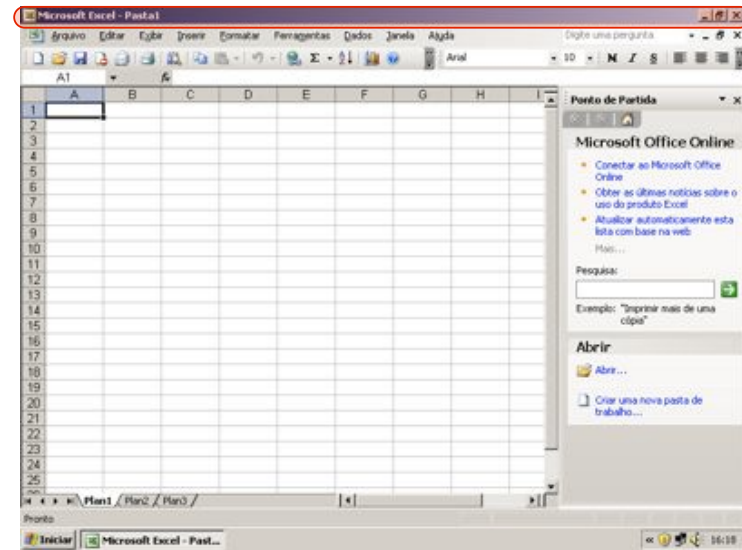 Microsoft Excel - Pasta1
Arquivo Editar Exibir Inserir Formatar Ferramentas Dados Janela Ajuda Digite uma pergunta
Arial 10 N I S
A1 fx
A B C D E F G H I
1
2
3
4
5
6
7
8
9
10
11
12
13
14
15
16
17
18
19
20
21
22
23
24
25
Ponto de Partida
Microsoft Office Online
Conectar ao Microsoft Office
Online
Obter as últimas notícias sobre o
uso do produto Excel
Atualizar automaticamente esta
lista com base na web
Mais...
Pesquisa:
Exemplo: "Imprimir mais de uma
cópia"
Abrir
Abrir...
Criar uma nova pasta de
trabalho...
Plan1 Plan2 Plan3
Pronto
Iniciar Microsoft Excel - Past... 16:18